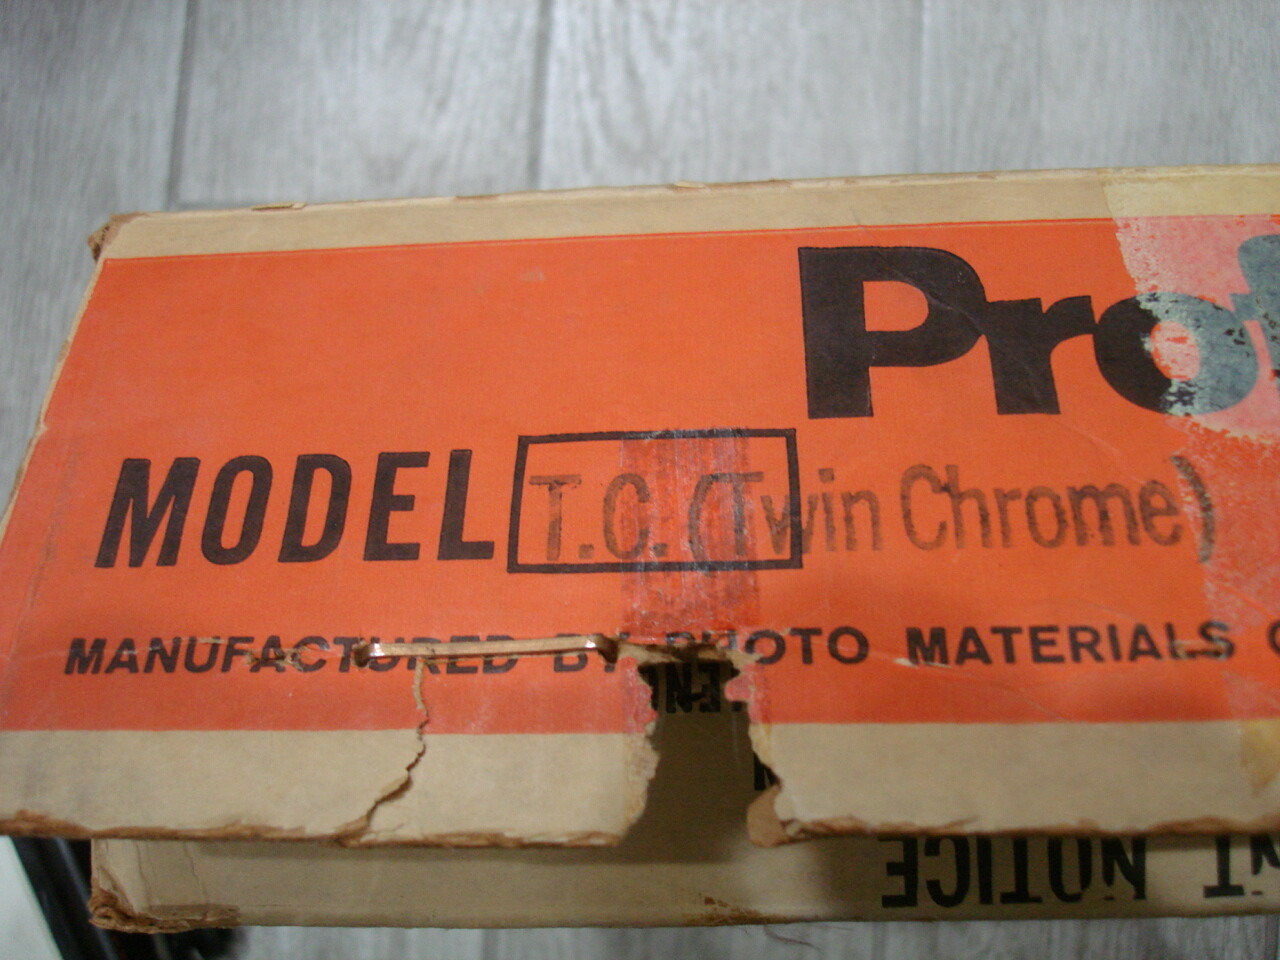 Pro
MODEL T.C. (Twin Chrome)
MANUFACTURED BY PHOTO MATERIALS
NOTICE